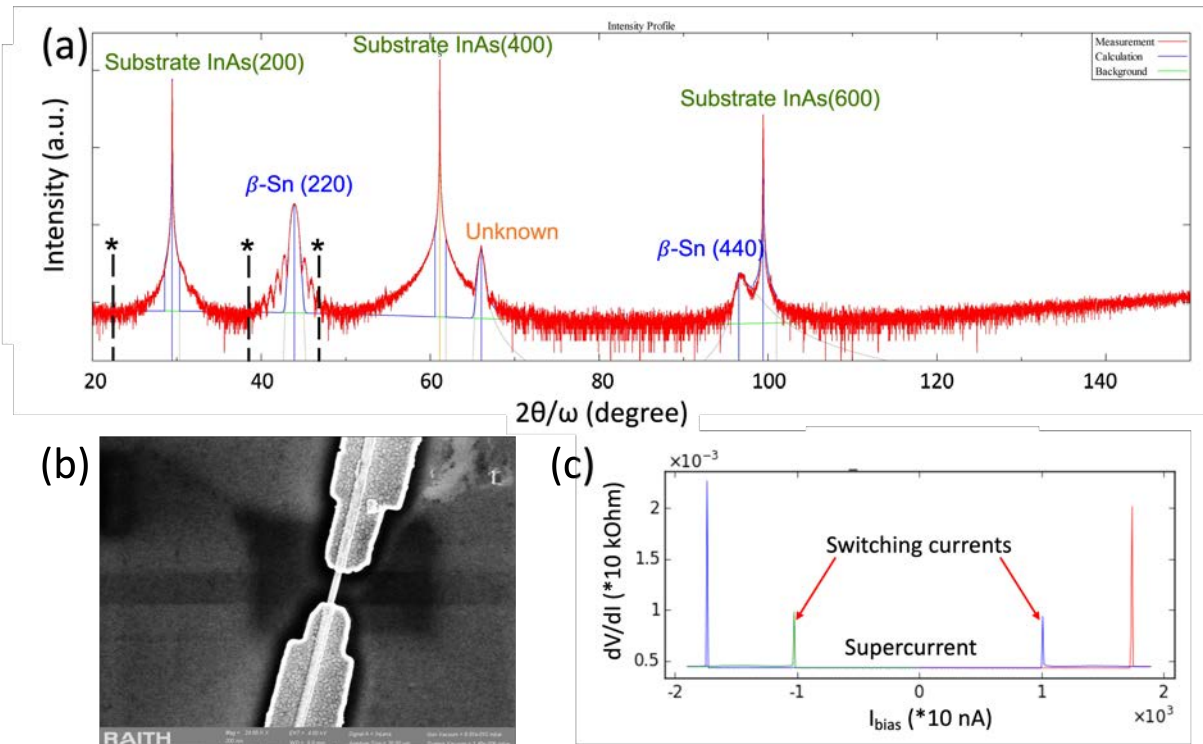 (a)
Intensity Profile
Substrate InAs(400)
Measurement
Calculation
Background
Substrate InAs(200)
Substrate InAs(600)
β-Sn (220)
Unknown
β-Sn (440)
* * *
Intensity (a.u.)
20 40 60 80 100 120 140
2θ/ω (degree)
(b)
RAITH
(c)
×10⁻³
2
1.5
1
0.5
dV/dI (*10 kOhm)
Switching currents
Supercurrent
-2 -1 0 1 2
I_bias (*10 nA)
×10³